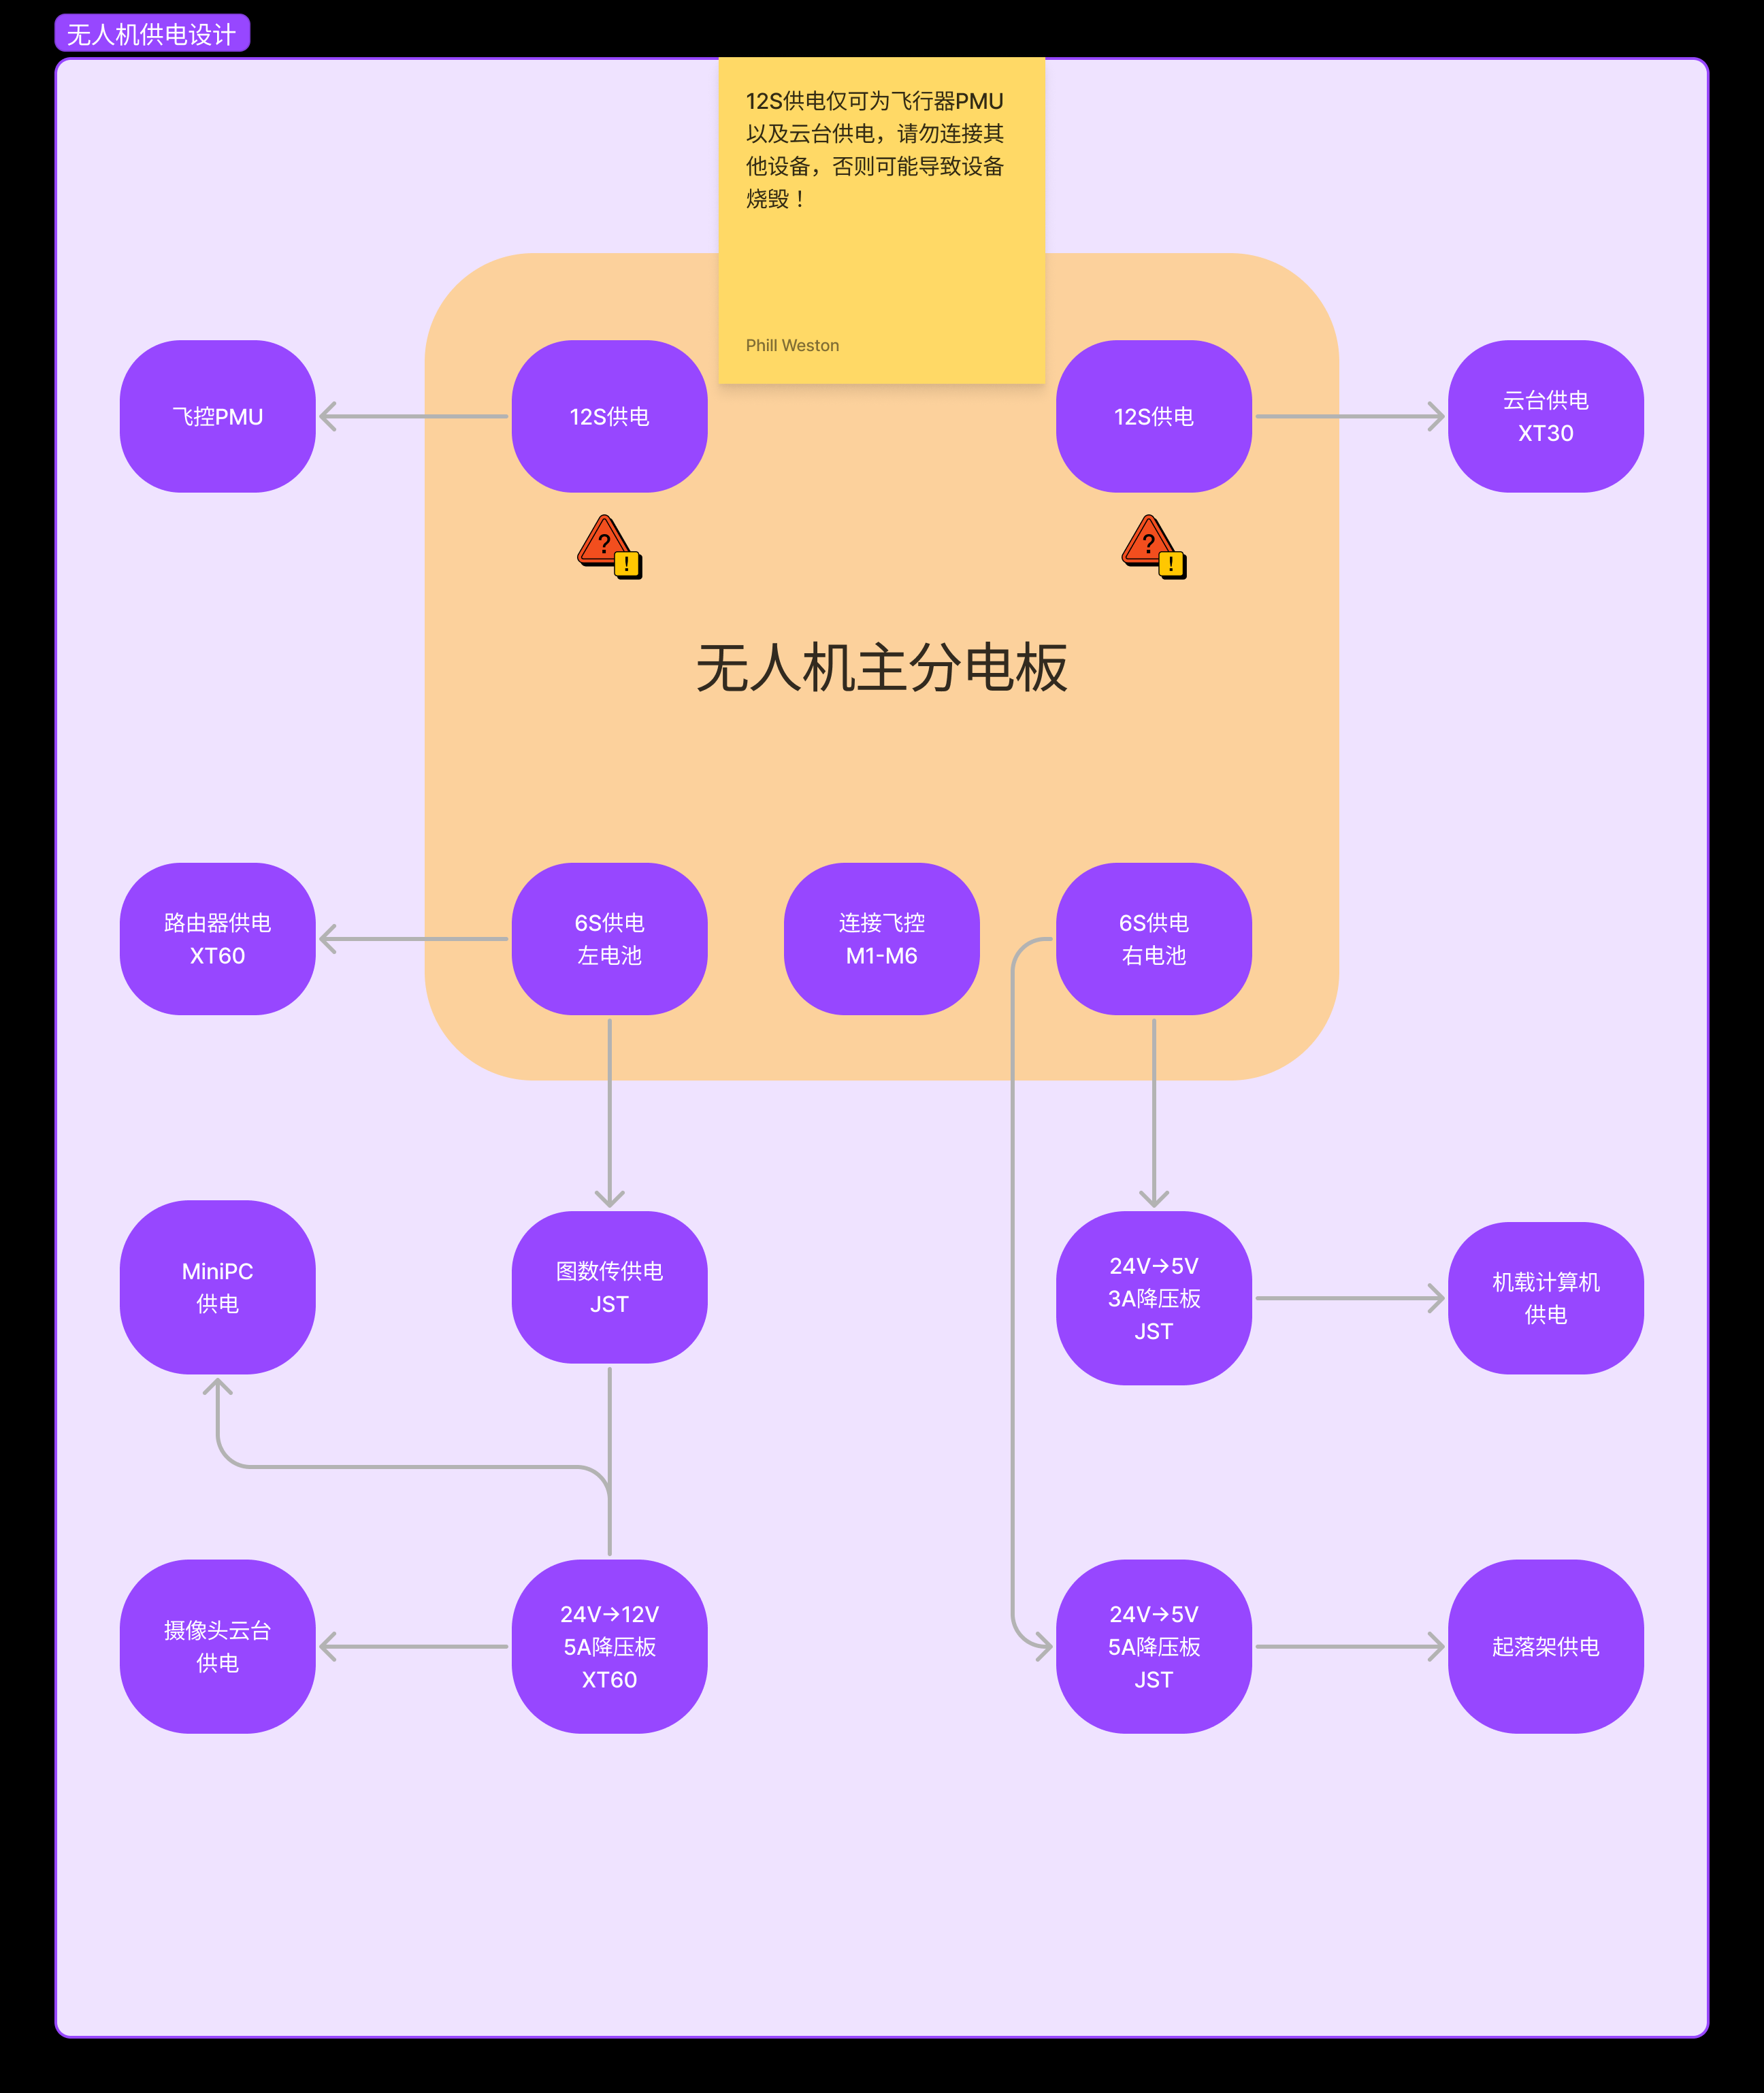 无人机供电设计
12S供电仅可为飞行器PMU
以及云台供电，请勿连接其
他设备，否则可能导致设备
烧毁！
Phill Weston
飞控PMU
12S供电
12S供电
云台供电
XT30
?
!
?
!
无人机主分电板
路由器供电
XT60
6S供电
左电池
连接飞控
M1-M6
6S供电
右电池
MiniPC
供电
图数传供电
JST
24V→5V
3A降压板
JST
机载计算机
供电
摄像头云台
供电
24V→12V
5A降压板
XT60
24V→5V
5A降压板
JST
起落架供电